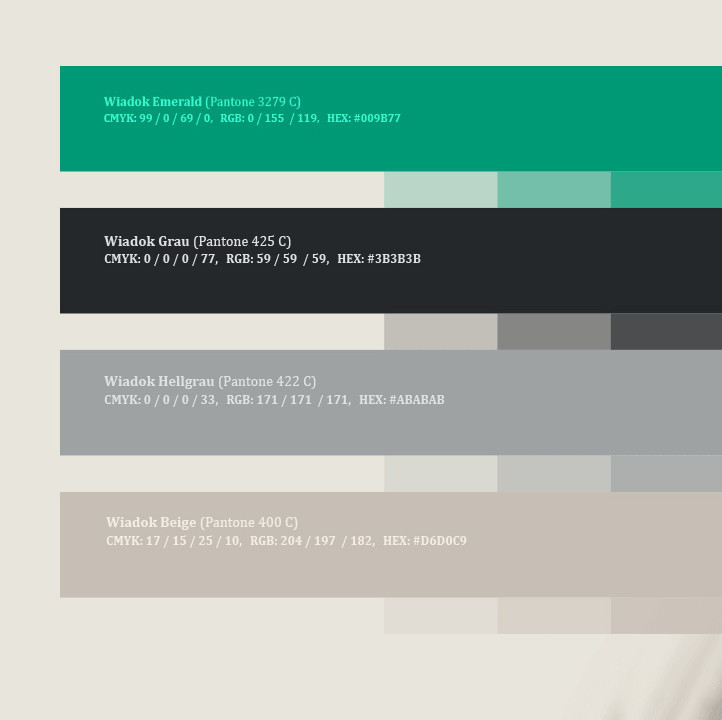 Wiadok Emerald (Pantone 3279 C)
CMYK: 99 / 0 / 69 / 0, RGB: 0 / 155 / 119, HEX: #009B77
Wiadok Grau (Pantone 425 C)
CMYK: 0 / 0 / 0 / 77, RGB: 59 / 59 / 59, HEX: #3B3B3B
Wiadok Hellgrau (Pantone 422 C)
CMYK: 0 / 0 / 0 / 33, RGB: 171 / 171 / 171, HEX: #ABABAB
Wiadok Beige (Pantone 400 C)
CMYK: 17 / 15 / 25 / 10, RGB: 204 / 197 / 182, HEX: #D6D0C9